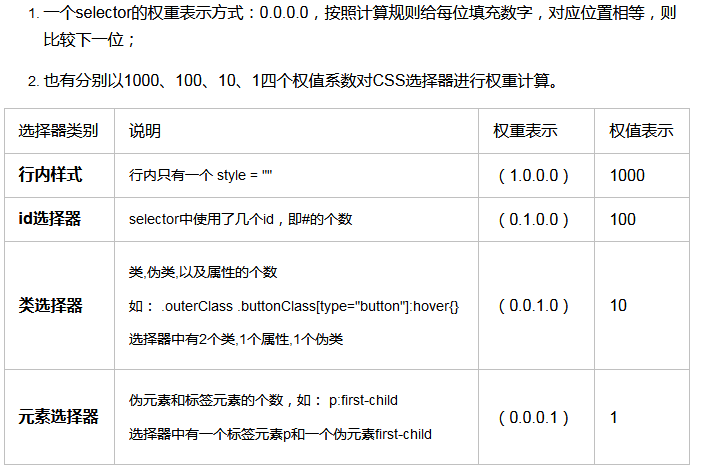 1. 一个selector的权重表示方式：0.0.0.0，按照计算规则给每位填充数字，对应位置相等，则
比较下一位；
2. 也有分别以1000、100、10、1四个权值系数对CSS选择器进行权重计算。
选择器类别 说明 权重表示 权值表示
行内样式 行内只有一个 style = "" （1.0.0.0） 1000
id选择器 selector中使用了几个id，即#的个数 （0.1.0.0） 100
类,伪类,以及属性的个数
类选择器 如： .outerClass .buttonClass[type="button"]:hover{} （0.0.1.0） 10
选择器中有2个类,1个属性,1个伪类
伪元素和标签元素的个数，如： p:first-child
元素选择器 （0.0.0.1） 1
选择器中有一个标签元素p和一个伪元素first-child